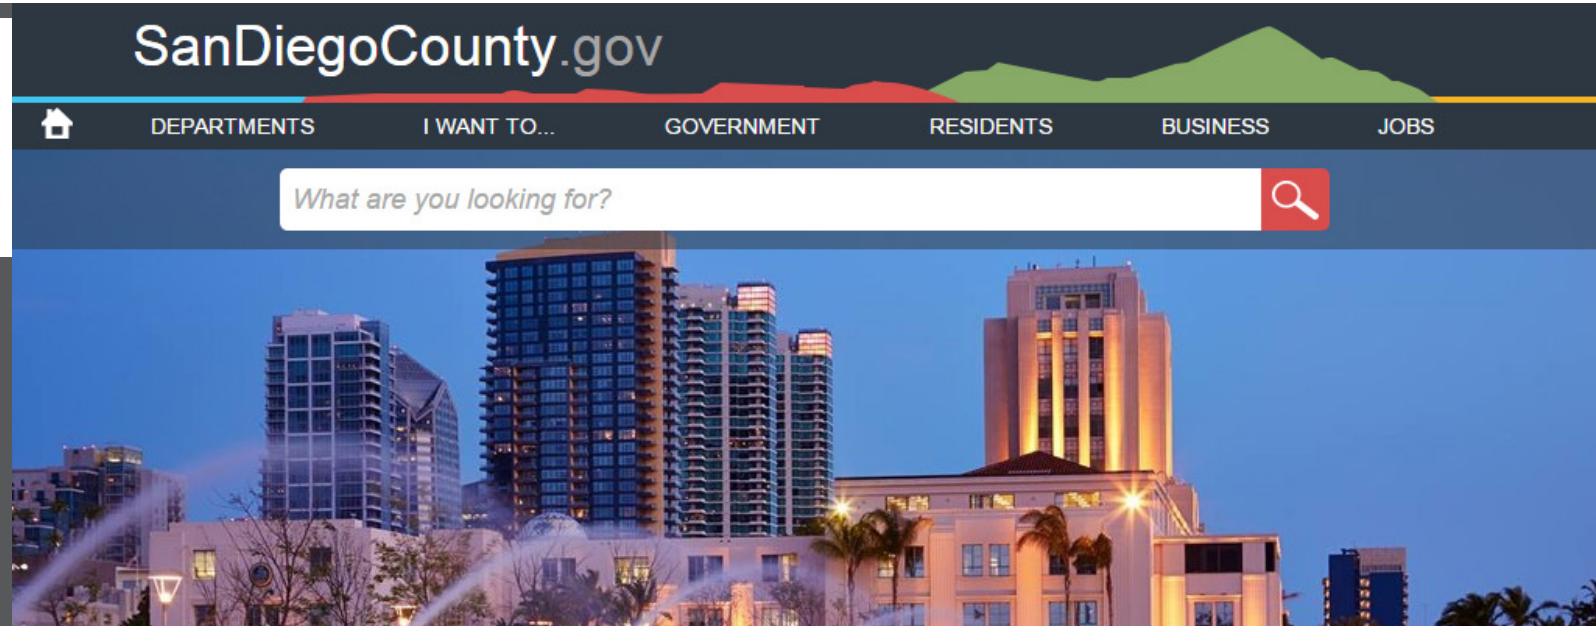 SanDiegoCounty.gov
DEPARTMENTS I WANT TO... GOVERNMENT RESIDENTS BUSINESS JOBS
What are you looking for?